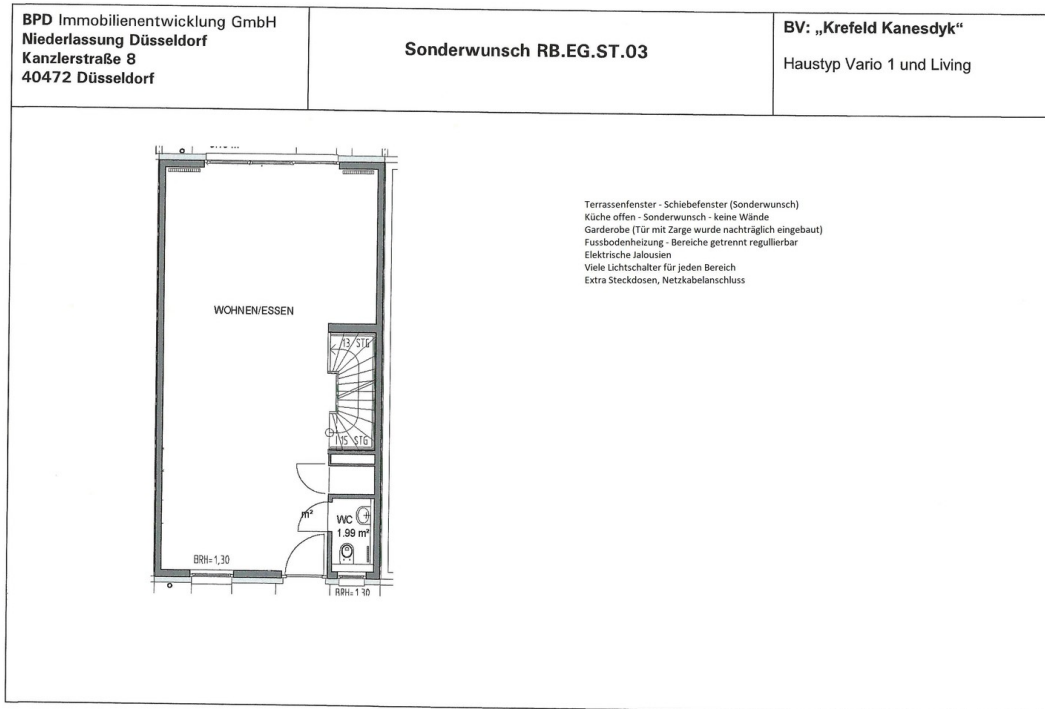 BPD Immobilienentwicklung GmbH
Niederlassung Düsseldorf
Kanzlerstraße 8
40472 Düsseldorf
Sonderwunsch RB.EG.ST.03
BV: „Krefeld Kanesdyk“
Haustyp Vario 1 und Living
Terrassenfenster - Schiebefenster (Sonderwunsch)
Küche offen - Sonderwunsch - keine Wände
Garderobe (Tür mit Zarge wurde nachträglich eingebaut)
Fussbodenheizung - Bereiche getrennt regullierbar
Elektrische Jalousien
Viele Lichtschalter für jeden Bereich
Extra Steckdosen, Netzkabelanschluss
WOHNEN/ESSEN
13 STG
15 STG
m²
WC
1.99 m²
BRH= 1,30
BRH= 1,30